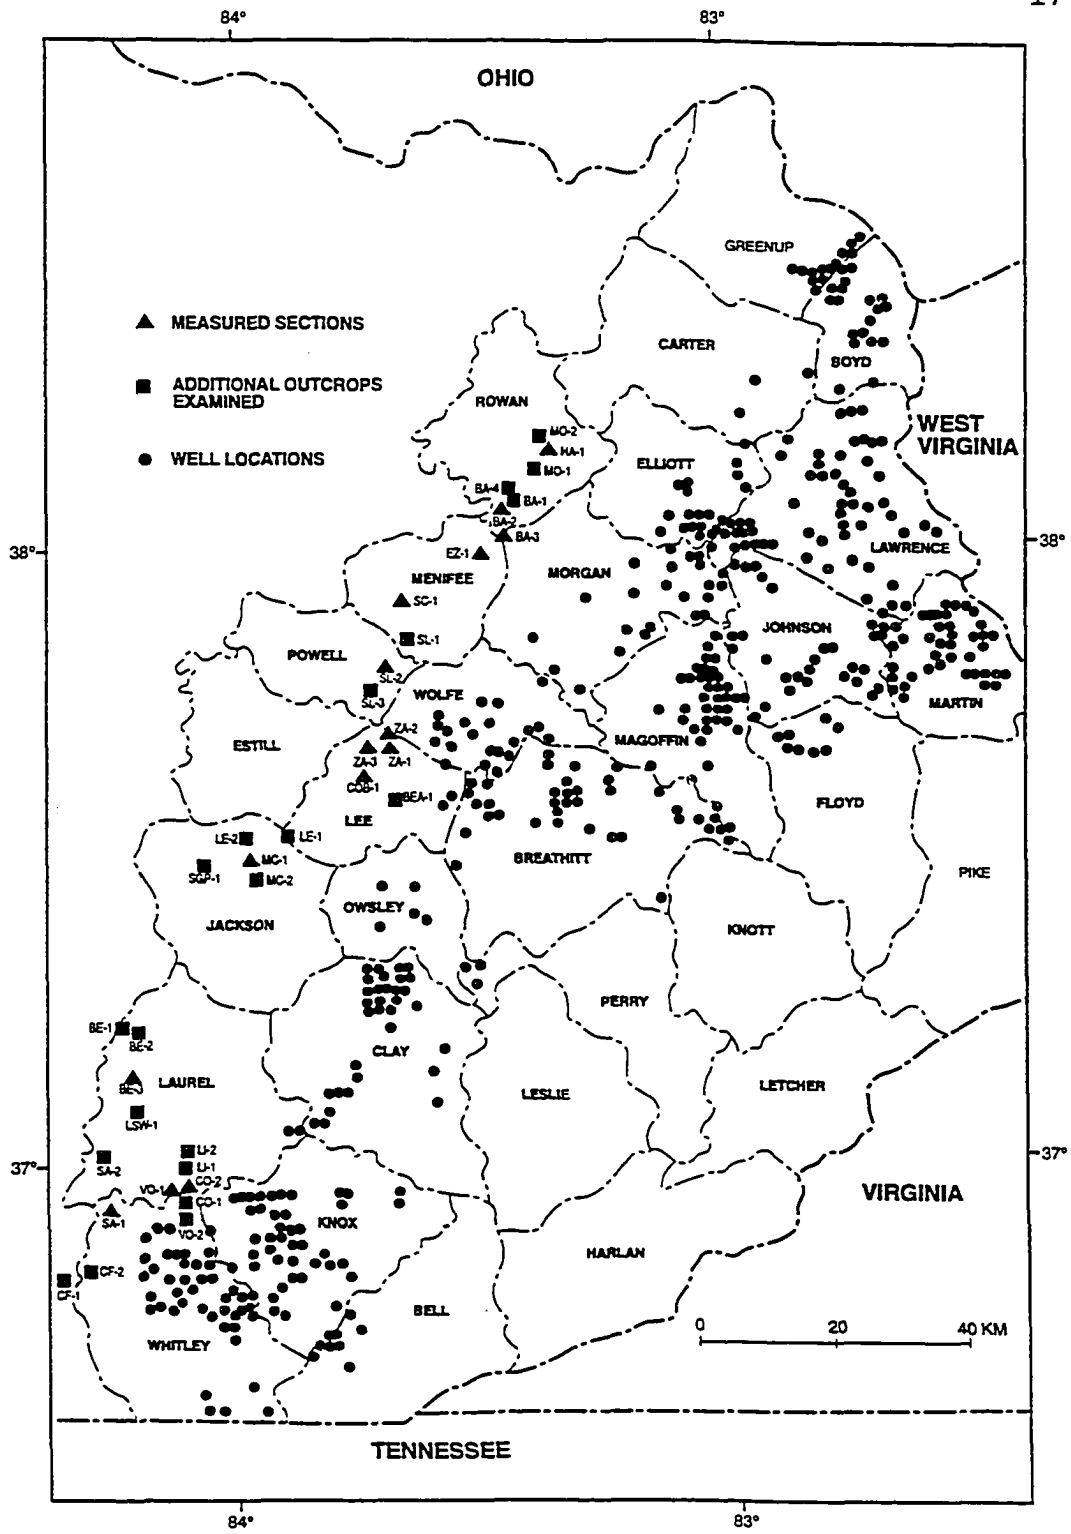 17
84°
83°
OHIO
GREENUP
▲ MEASURED SECTIONS
■ ADDITIONAL OUTCROPS
EXAMINED
● WELL LOCATIONS
CARTER
BOYD
ROWAN
WEST
VIRGINIA
MO-2
HA-1
MO-1
ELLIOTT
BA-4
BA-1
BA-2
BA-3
38°
38°
EZ-1
LAWRENCE
MENIFEE
MORGAN
SC-1
JOHNSON
SL-1
POWELL
SL-2
SL-3
WOLFE
MARTIN
ZA-2
MAGOFFIN
ESTILL
ZA-3
ZA-1
COB-1
BEA-1
FLOYD
LEE
LE-2
LE-1
BREATHITT
MC-1
SGP-1
MC-2
PIKE
OWSLEY
JACKSON
KNOTT
PERRY
BE-1
BE-2
CLAY
LAUREL
BE-3
LETCHER
LESLIE
LSW-1
LI-2
SA-2
LI-1
37°
37°
CO-2
VO-1
VIRGINIA
CO-1
SA-1
KNOX
VO-2
HARLAN
CF-2
CF-1
BELL
0 20 40 KM
WHITLEY
TENNESSEE
84°
83°